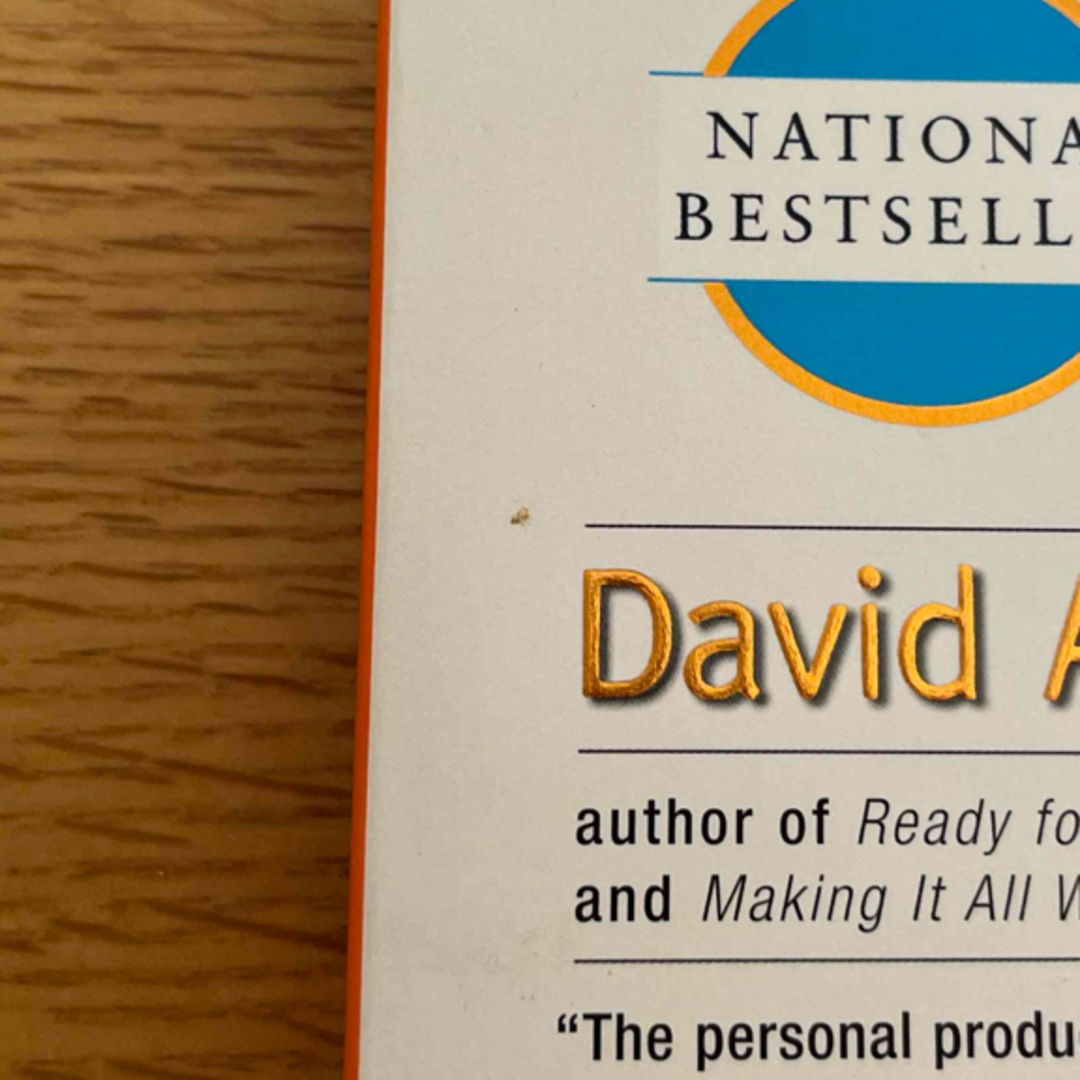 NATIONA
BESTSELL
David A
author of Ready fo
and Making It All W
“The personal produ